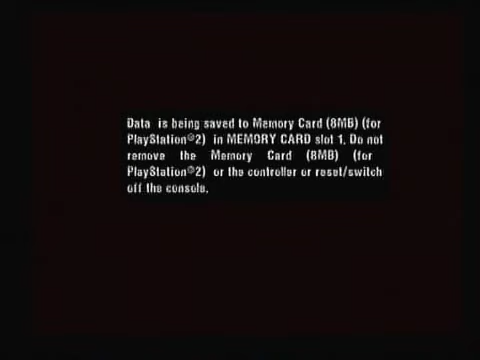 Data is being saved to Memory Card (8MB) (for
PlayStation®2) in MEMORY CARD slot 1. Do not
remove the Memory Card (8MB) (for
PlayStation®2) or the controller or reset/switch
off the console.